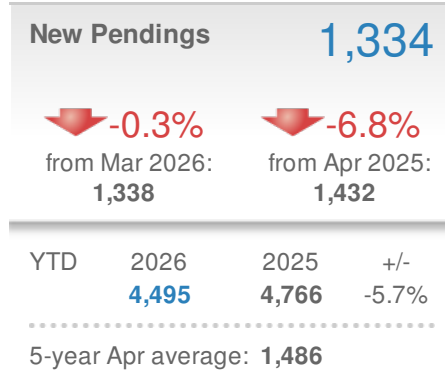 New Pendings 1,334
-0.3% -6.8%
from Mar 2026: from Apr 2025:
1,338 1,432
YTD 2026 2025 +/-
4,495 4,766 -5.7%
5-year Apr average: 1,486